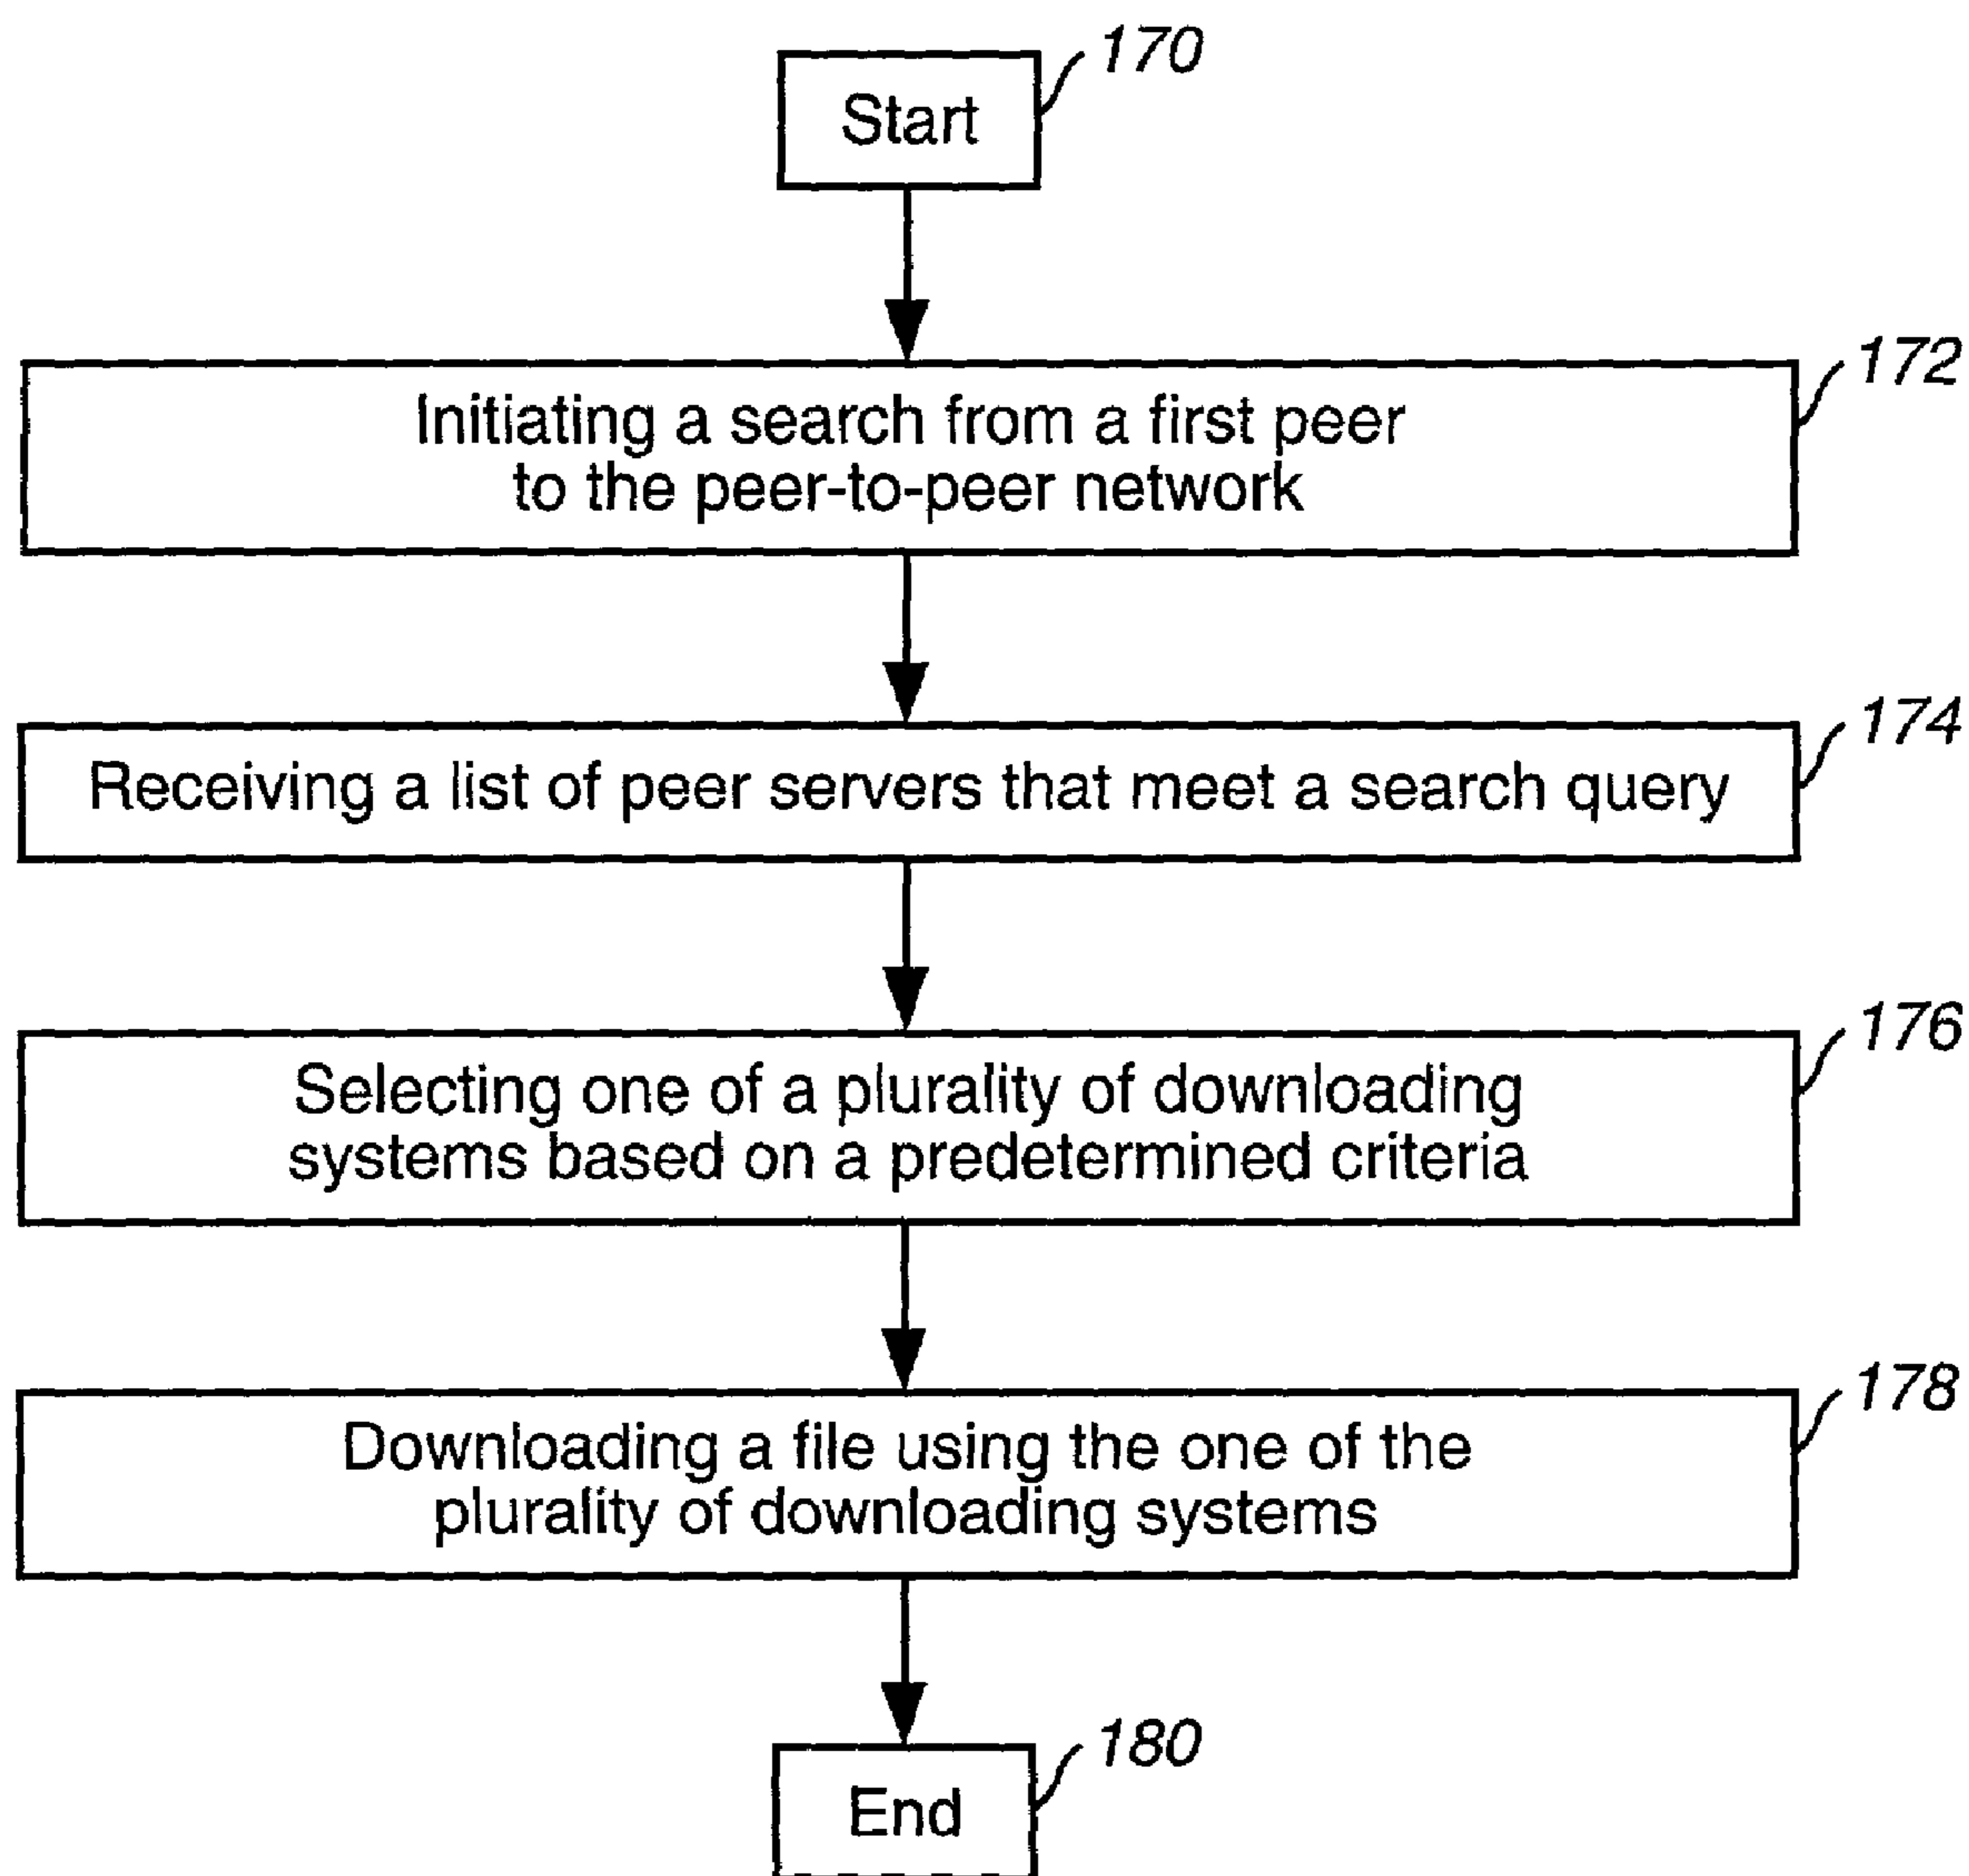 170
Start
172
Initiating a search from a first peer
to the peer-to-peer network
174
Receiving a list of peer servers that meet a search query
176
Selecting one of a plurality of downloading
systems based on a predetermined criteria
178
Downloading a file using the one of the
plurality of downloading systems
180
End